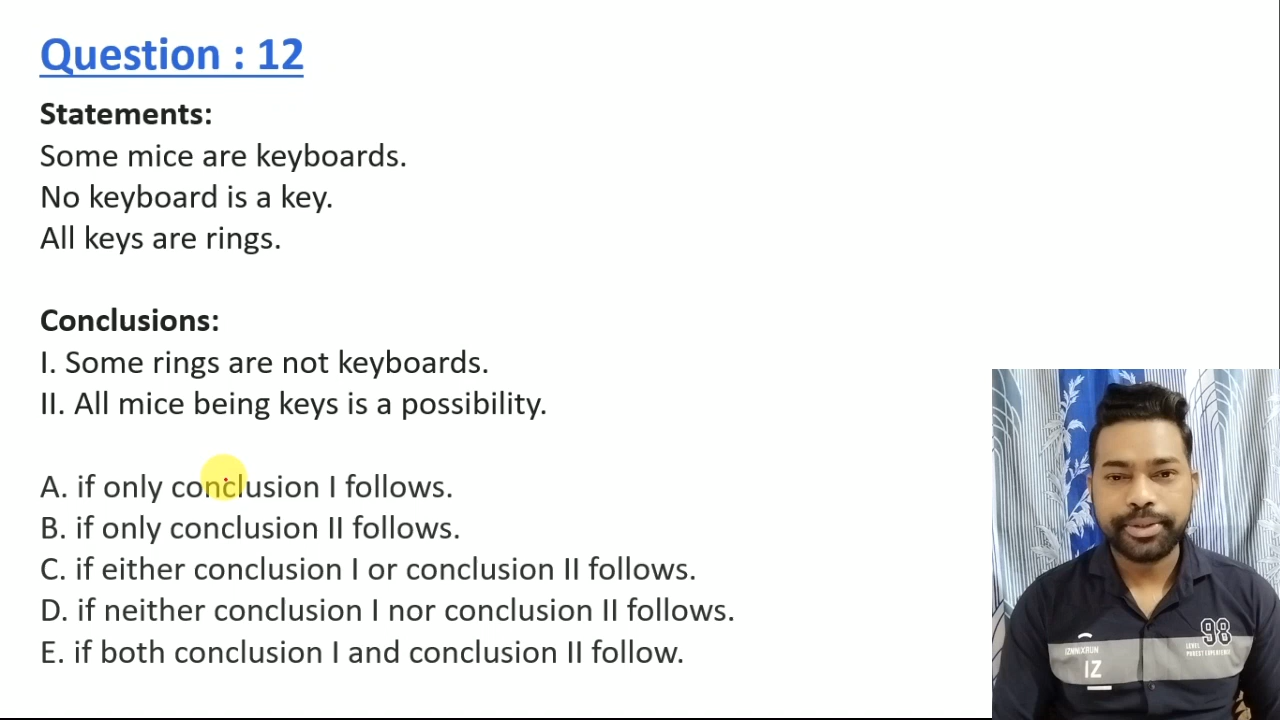 Question : 12
Statements:
Some mice are keyboards.
No keyboard is a key.
All keys are rings.
Conclusions:
I. Some rings are not keyboards.
II. All mice being keys is a possibility.
A. if only conclusion I follows.
B. if only conclusion II follows.
C. if either conclusion I or conclusion II follows.
D. if neither conclusion I nor conclusion II follows.
E. if both conclusion I and conclusion II follow.
98
IZ